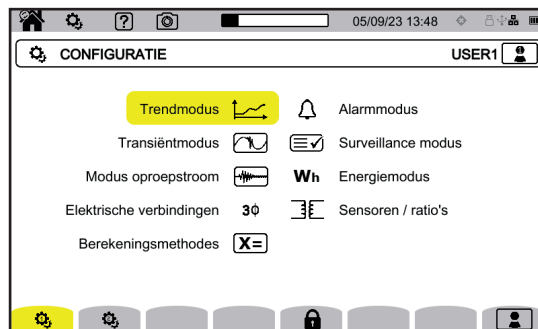 05/09/23 13:48
CONFIGURATIE
USER1
Trendmodus
Alarmmodus
Transiëntmodus
Surveillance modus
Modus oproepstroom
Wh
Energiemodus
Elektrische verbindingen
3ϕ
Sensoren / ratio's
Berekeningsmethodes
X=